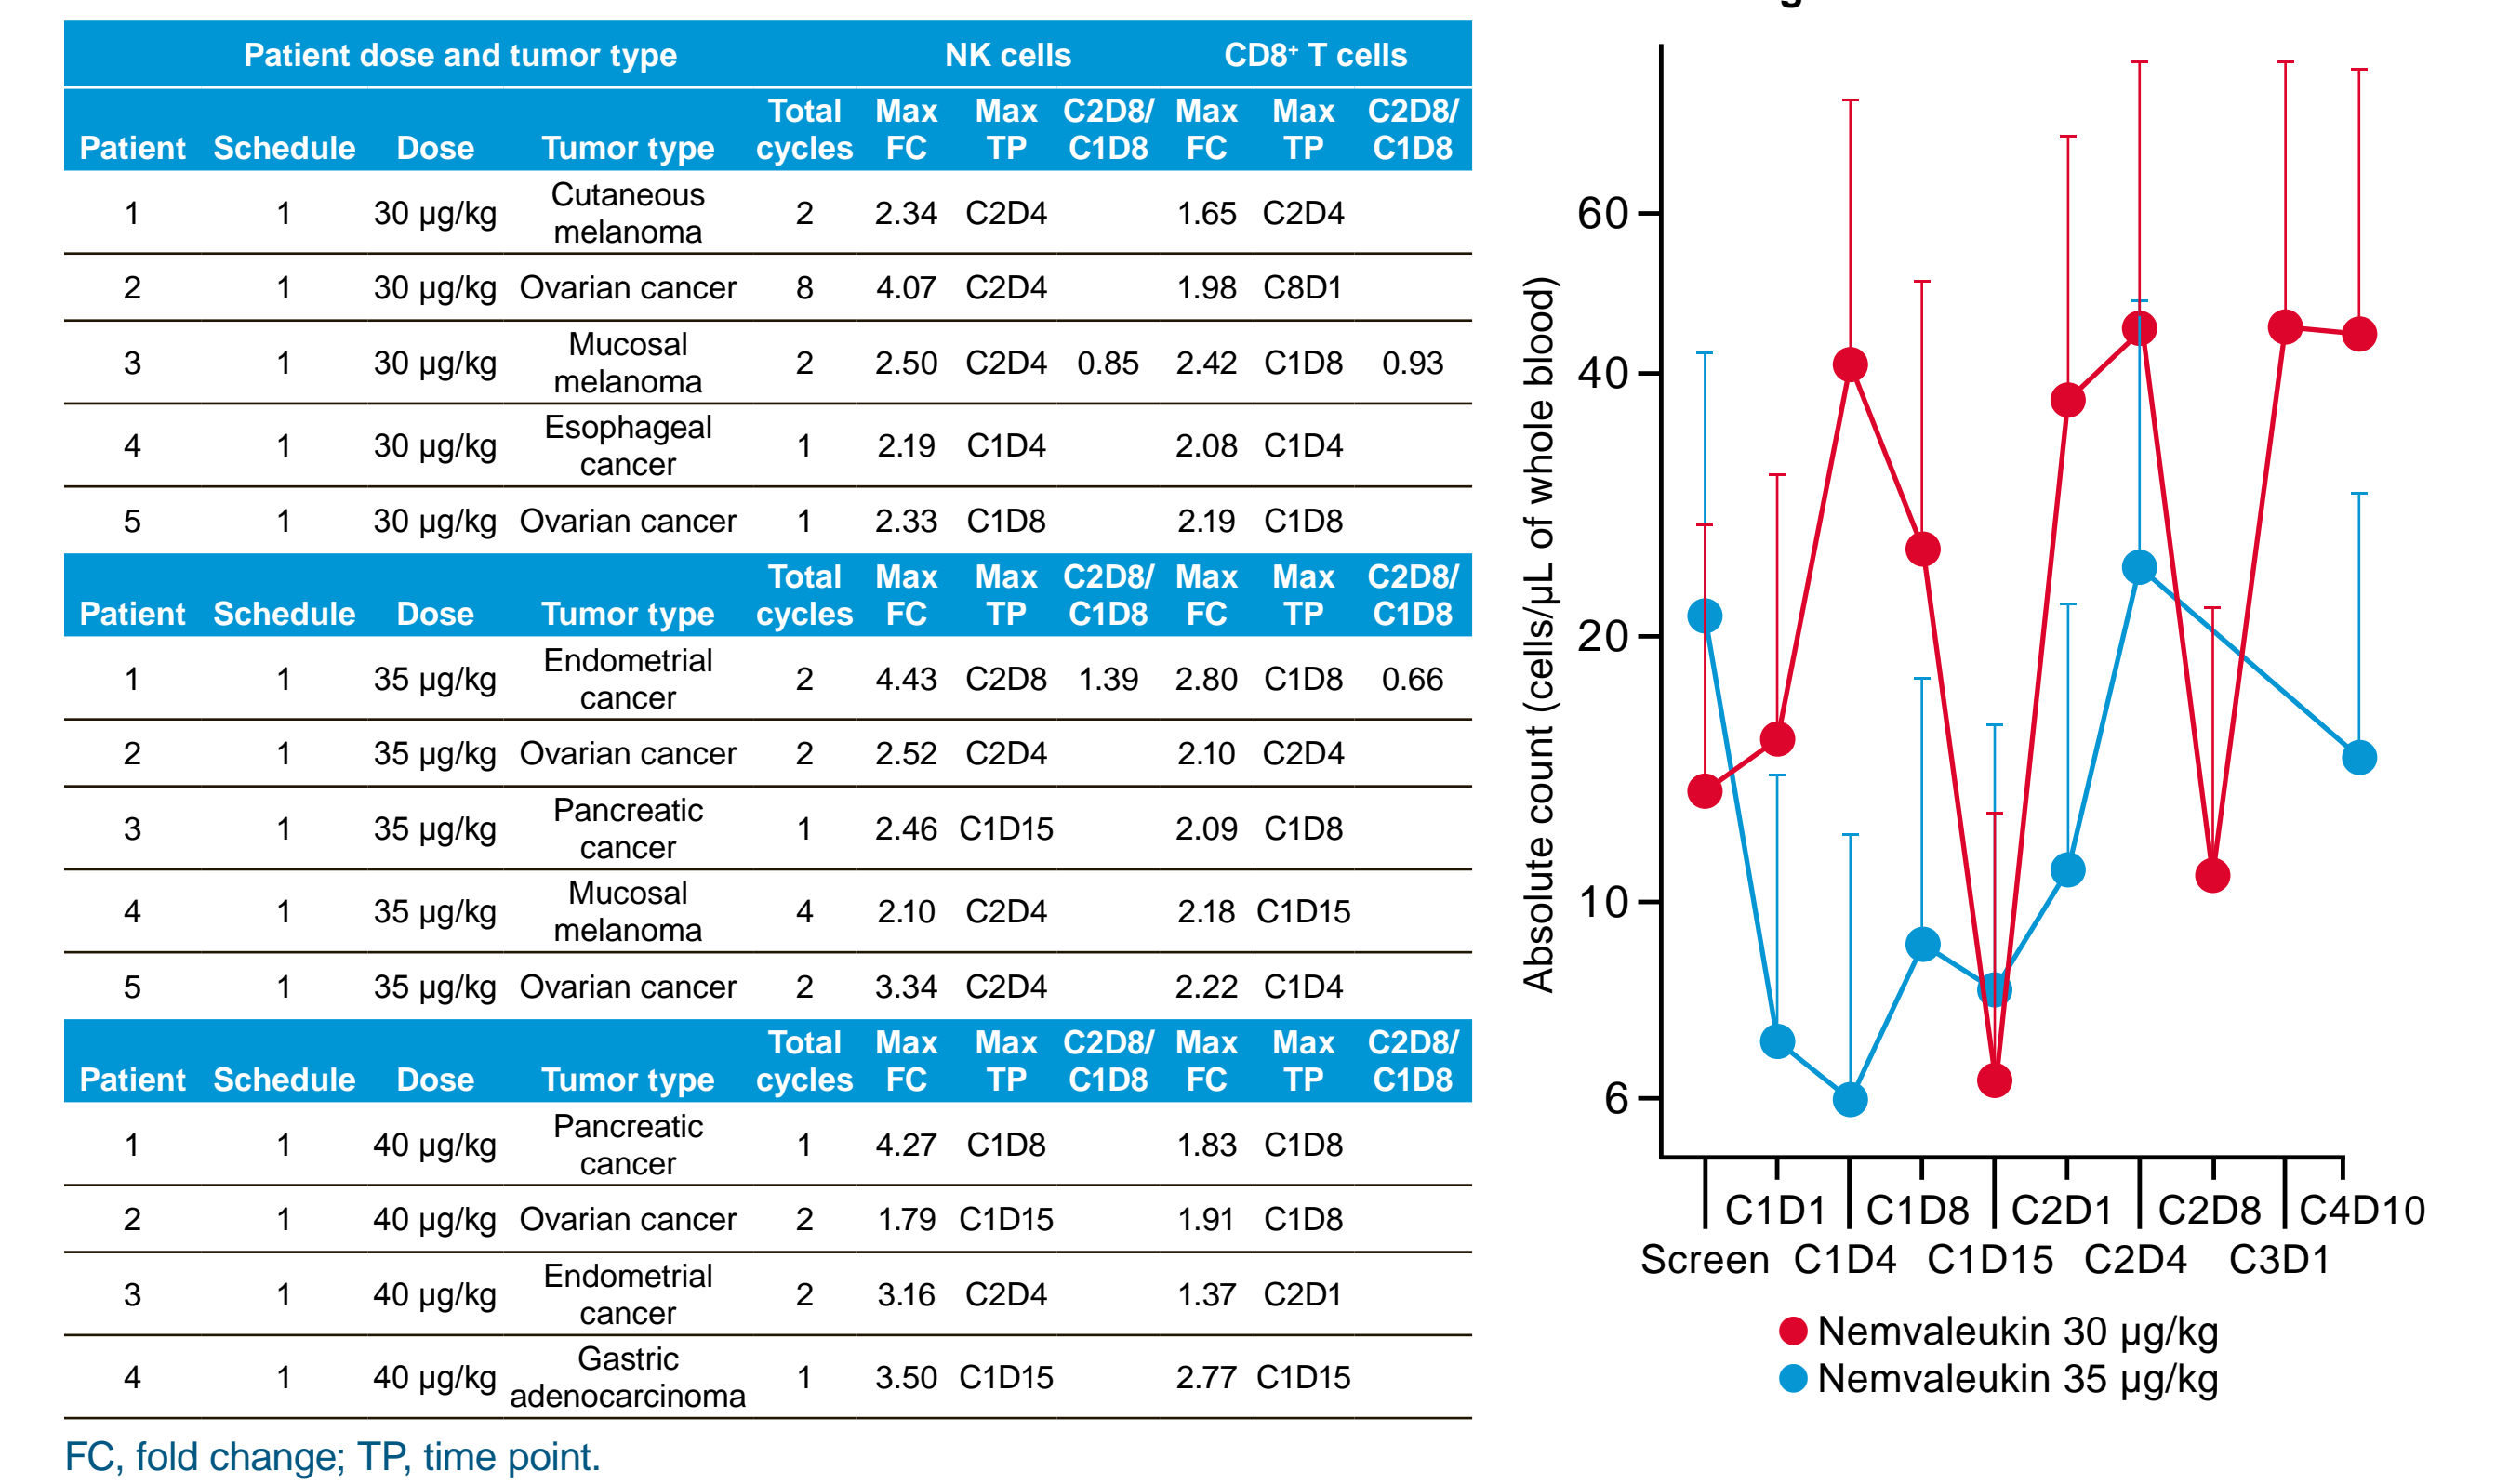 Patient dose and tumor type NK cells CD8⁺ T cells
Patient Schedule Dose Tumor type Total cycles Max FC Max TP C2D8/C1D8 Max FC Max TP C2D8/C1D8
1 1 30 µg/kg Cutaneous melanoma 2 2.34 C2D4 1.65 C2D4
2 1 30 µg/kg Ovarian cancer 8 4.07 C2D4 1.98 C8D1
3 1 30 µg/kg Mucosal melanoma 2 2.50 C2D4 0.85 2.42 C1D8 0.93
4 1 30 µg/kg Esophageal cancer 1 2.19 C1D4 2.08 C1D4
5 1 30 µg/kg Ovarian cancer 1 2.33 C1D8 2.19 C1D8
Patient Schedule Dose Tumor type Total cycles Max FC Max TP C2D8/C1D8 Max FC Max TP C2D8/C1D8
1 1 35 µg/kg Endometrial cancer 2 4.43 C2D8 1.39 2.80 C1D8 0.66
2 1 35 µg/kg Ovarian cancer 2 2.52 C2D4 2.10 C2D4
3 1 35 µg/kg Pancreatic cancer 1 2.46 C1D15 2.09 C1D8
4 1 35 µg/kg Mucosal melanoma 4 2.10 C2D4 2.18 C1D15
5 1 35 µg/kg Ovarian cancer 2 3.34 C2D4 2.22 C1D4
Patient Schedule Dose Tumor type Total cycles Max FC Max TP C2D8/C1D8 Max FC Max TP C2D8/C1D8
1 1 40 µg/kg Pancreatic cancer 1 4.27 C1D8 1.83 C1D8
2 1 40 µg/kg Ovarian cancer 2 1.79 C1D15 1.91 C1D8
3 1 40 µg/kg Endometrial cancer 2 3.16 C2D4 1.37 C2D1
4 1 40 µg/kg Gastric adenocarcinoma 1 3.50 C1D15 2.77 C1D15
FC, fold change; TP, time point.
Absolute count (cells/µL of whole blood)
60
40
20
10
6
C1D1 C1D8 C2D1 C2D8 C4D10
Screen C1D4 C1D15 C2D4 C3D1
Nemvaleukin 30 µg/kg
Nemvaleukin 35 µg/kg